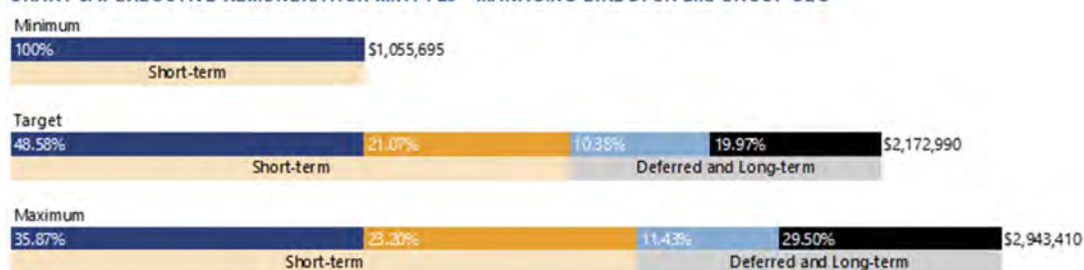 Minimum
100% $1,055,695
Short-term
Target
48.58% 21.07% 10.38% 19.97% $2,172,990
Short-term Deferred and Long-term
Maximum
35.87% 23.20% 11.43% 29.50% $2,943,410
Short-term Deferred and Long-term